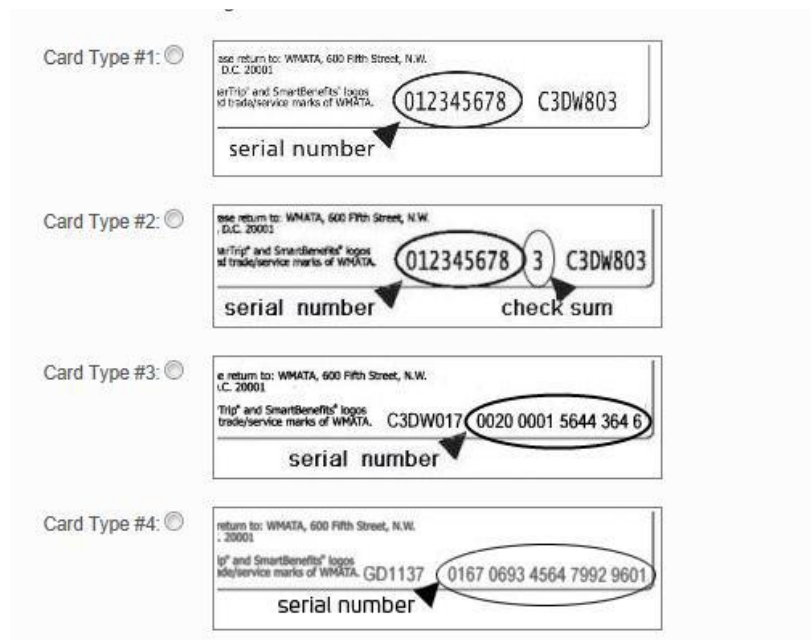 Card Type #1:
ase return to: WMATA, 600 Fifth Street, N.W.
D.C. 20001
arTrip® and SmartBenefits® logos
d trade/service marks of WMATA.
012345678 C3DW803
serial number
Card Type #2:
ase return to: WMATA, 600 Fifth Street, N.W.
, D.C. 20001
arTrip® and SmartBenefits® logos
d trade/service marks of WMATA.
012345678 3 C3DW803
serial number check sum
Card Type #3:
e return to: WMATA, 600 Fifth Street, N.W.
.C. 20001
Trip® and SmartBenefits® logos
trade/service marks of WMATA. C3DW017 0020 0001 5644 364 6
serial number
Card Type #4:
return to: WMATA, 600 Fifth Street, N.W.
. 20001
ip® and SmartBenefits® logos
ade/service marks of WMATA. GD1137 0167 0693 4564 7992 9601
serial number